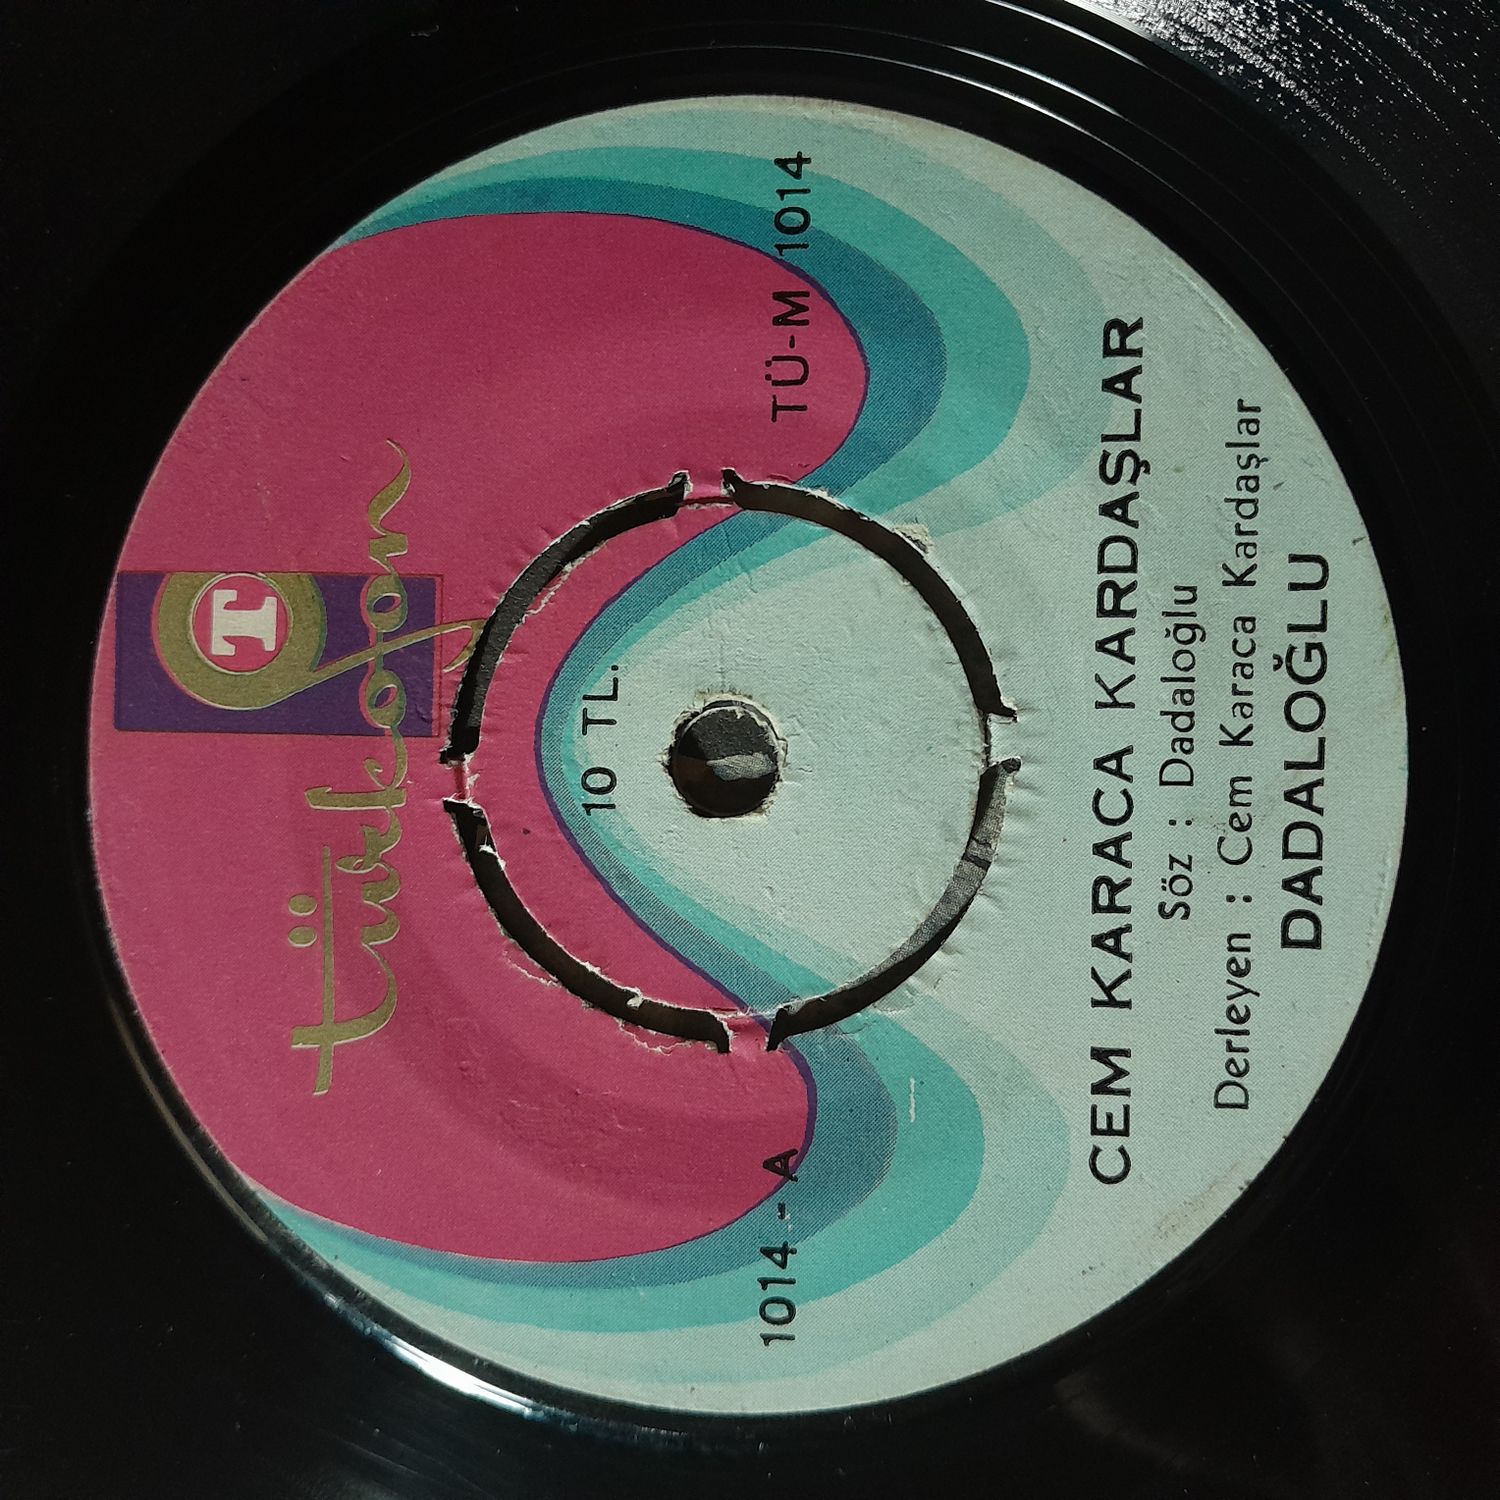 T
türkofon
10 TL.
1014 - A
TÜ-M 1014
CEM KARACA KARDAŞLAR
Söz : Dadaloğlu
Derleyen : Cem Karaca Kardaşlar
DADALOĞLU